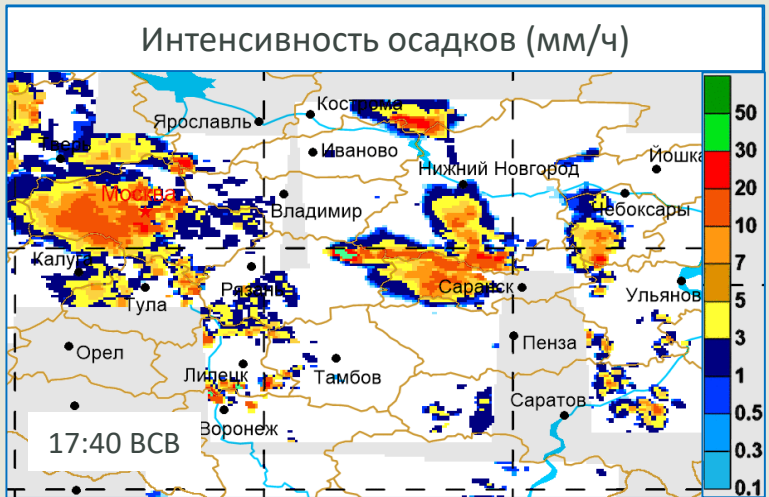 Интенсивность осадков (мм/ч)
Кострома
Ярославль
Иваново
Тверь
Йошка
Нижний Новгород
Москва
Владимир
Чебоксары
Калуга
Рязань
Тула
Саранск
Ульянов
Орел
Пенза
Липецк
Тамбов
Саратов
Воронеж
17:40 ВСВ
50
30
20
10
7
5
3
1
0.5
0.3
0.1